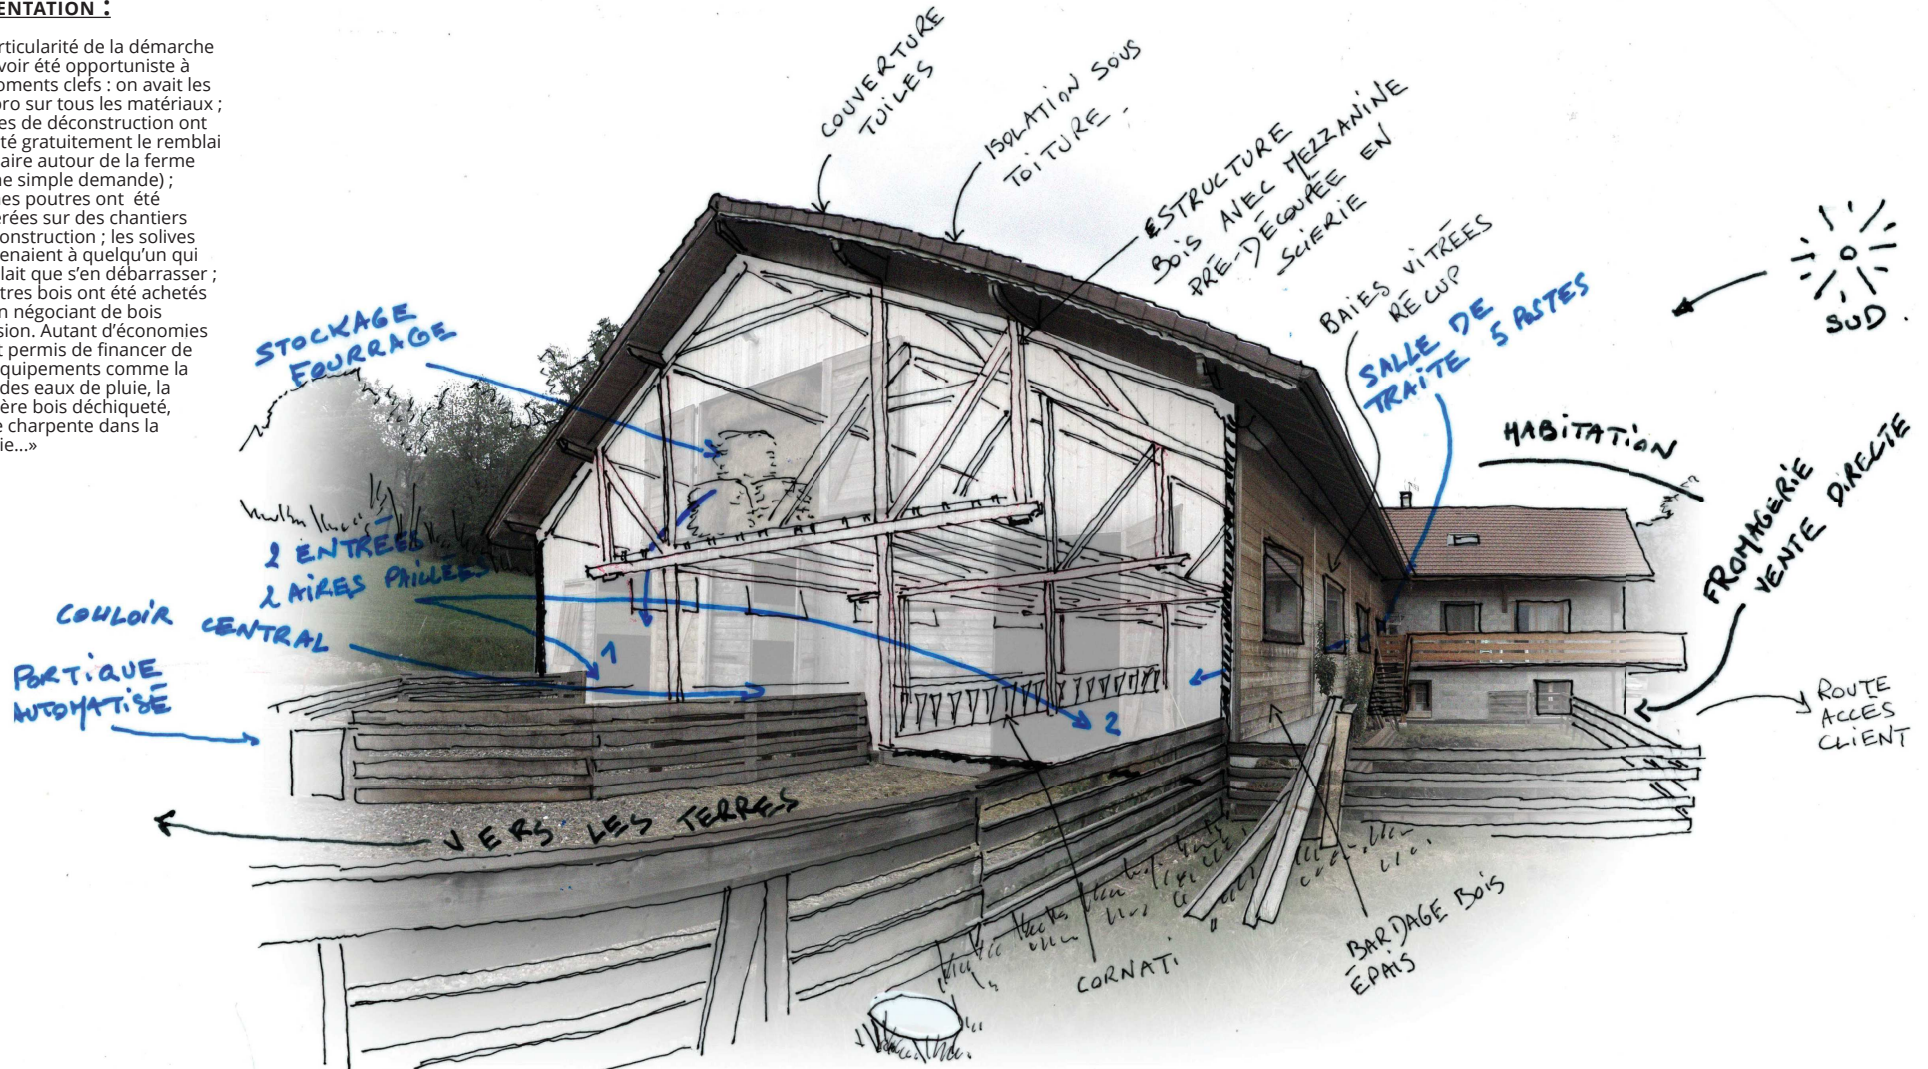 ENTATION :
rticularité de la démarche
voir été opportuniste à
oments clefs : on avait les
pro sur tous les matériaux ;
es de déconstruction ont
té gratuitement le remblai
aire autour de la ferme
ne simple demande) ;
nes poutres ont été
érées sur des chantiers
onstruction ; les solives
enaient à quelqu'un qui
lait que s'en débarrasser ;
tres bois ont été achetés
n négociant de bois
sion. Autant d'économies
t permis de financer de
quipements comme la
des eaux de pluie, la
ère bois déchiqueté,
e charpente dans la
ie...»
COUVERTURE
TUILES
ISOLATION SOUS
TOITURE.
STRUCTURE
BOIS AVEC MEZZANINE
PRÉ-DÉCOUPÉE EN
SCIERIE
BAIES VITRÉES
RÉCUP
SALLE DE
TRAITE 5 POSTES
SUD.
HABITATION
FROMAGERIE
VENTE DIRECTE
ROUTE
ACCES
CLIENT
STOCKAGE
FOURRAGE
2 ENTRÉES
2 AIRES PAILLÉES
COULOIR CENTRAL
PORTIQUE
AUTOMATISÉ
1
2
VERS LES TERRES
CORNATI
BARDAGE BOIS
ÉPAIS